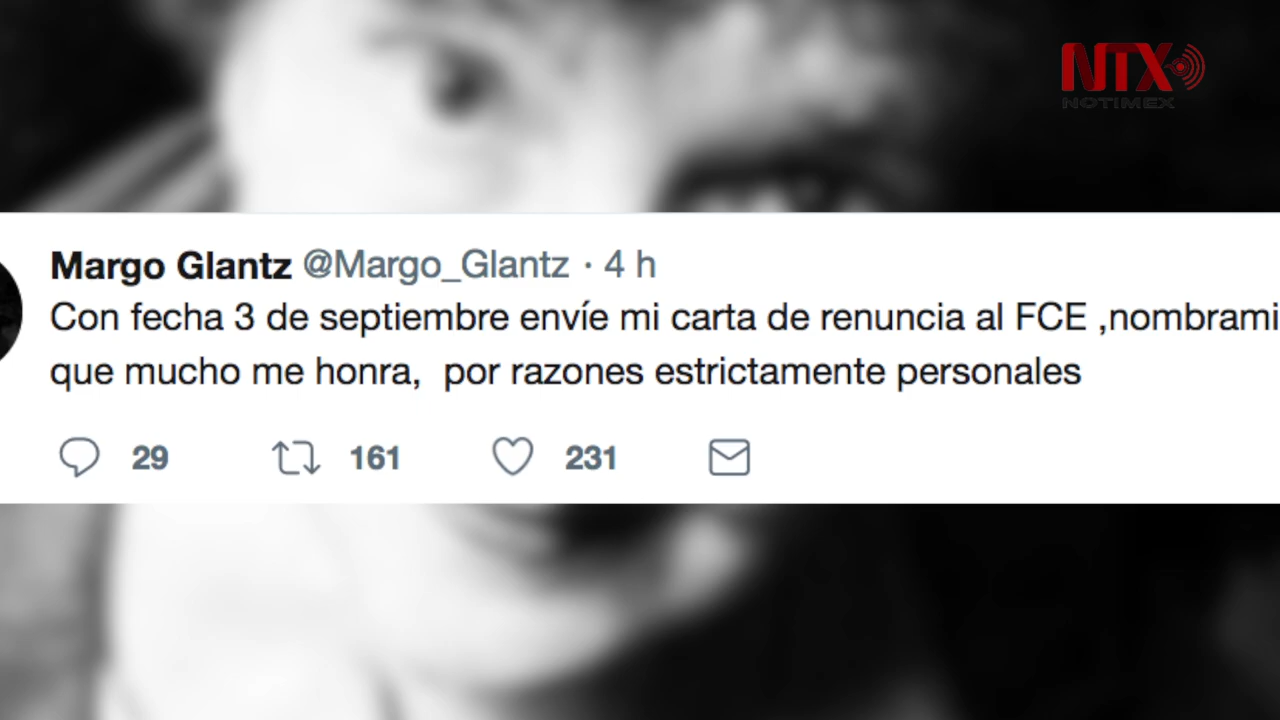 NTX
NOTIMEX
Margo Glantz @Margo_Glantz · 4 h
Con fecha 3 de septiembre envíe mi carta de renuncia al FCE ,nombrami
que mucho me honra, por razones estrictamente personales
29 161 231